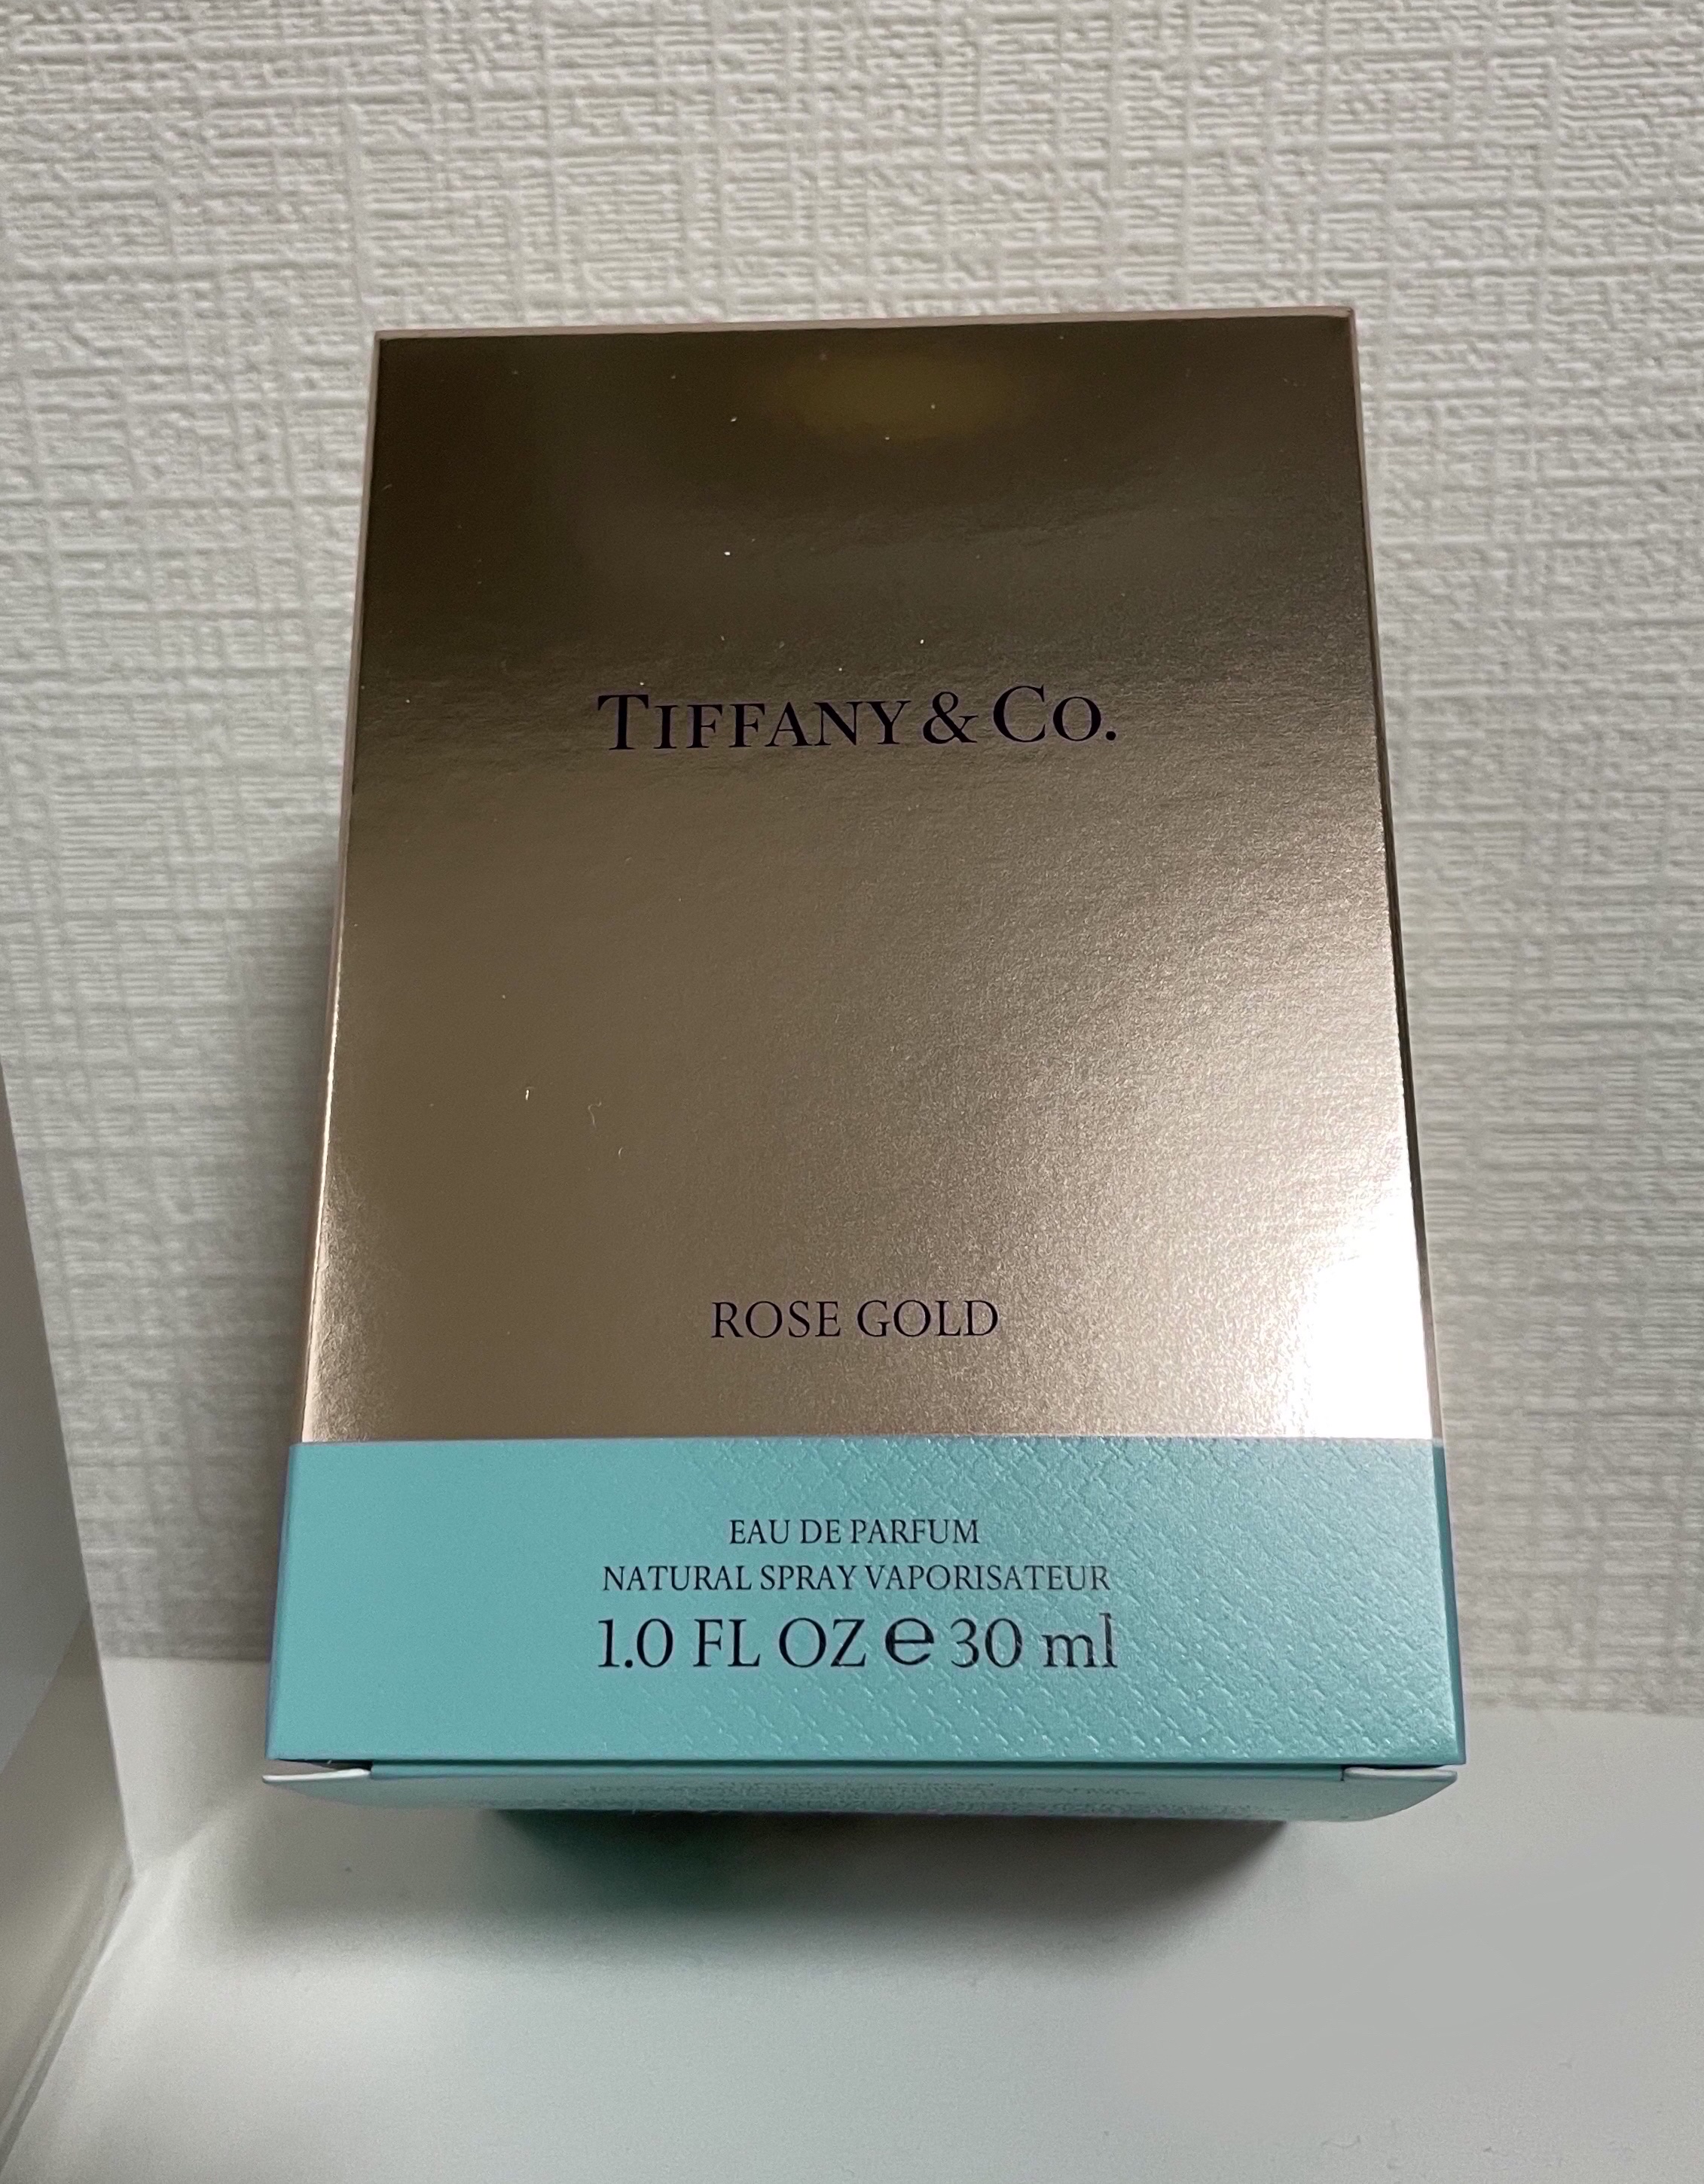 TIFFANY & CO.
ROSE GOLD
EAU DE PARFUM
NATURAL SPRAY VAPORISATEUR
1.0 FL OZ e 30 ml